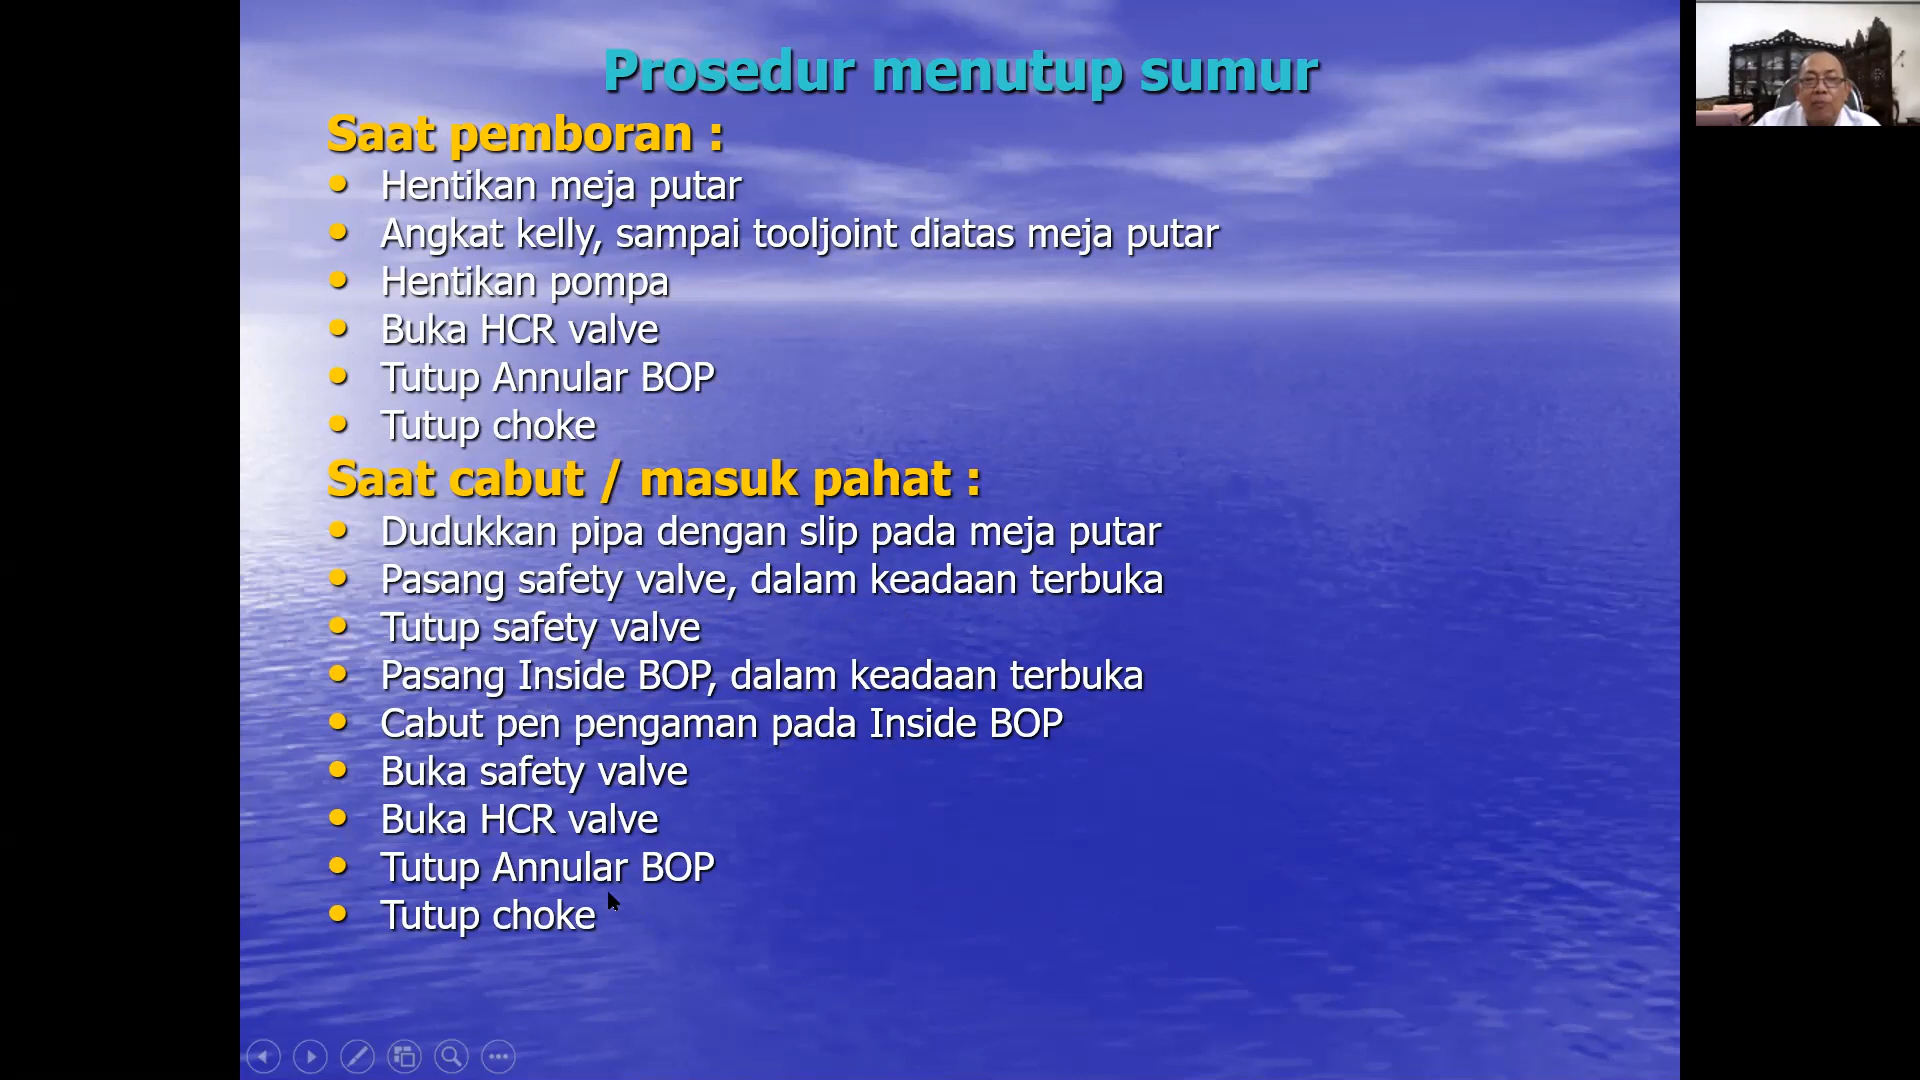 Prosedur menutup sumur
Saat pemboran :
• Hentikan meja putar
• Angkat kelly, sampai tooljoint diatas meja putar
• Hentikan pompa
• Buka HCR valve
• Tutup Annular BOP
• Tutup choke
Saat cabut / masuk pahat :
• Dudukkan pipa dengan slip pada meja putar
• Pasang safety valve, dalam keadaan terbuka
• Tutup safety valve
• Pasang Inside BOP, dalam keadaan terbuka
• Cabut pen pengaman pada Inside BOP
• Buka safety valve
• Buka HCR valve
• Tutup Annular BOP
• Tutup choke